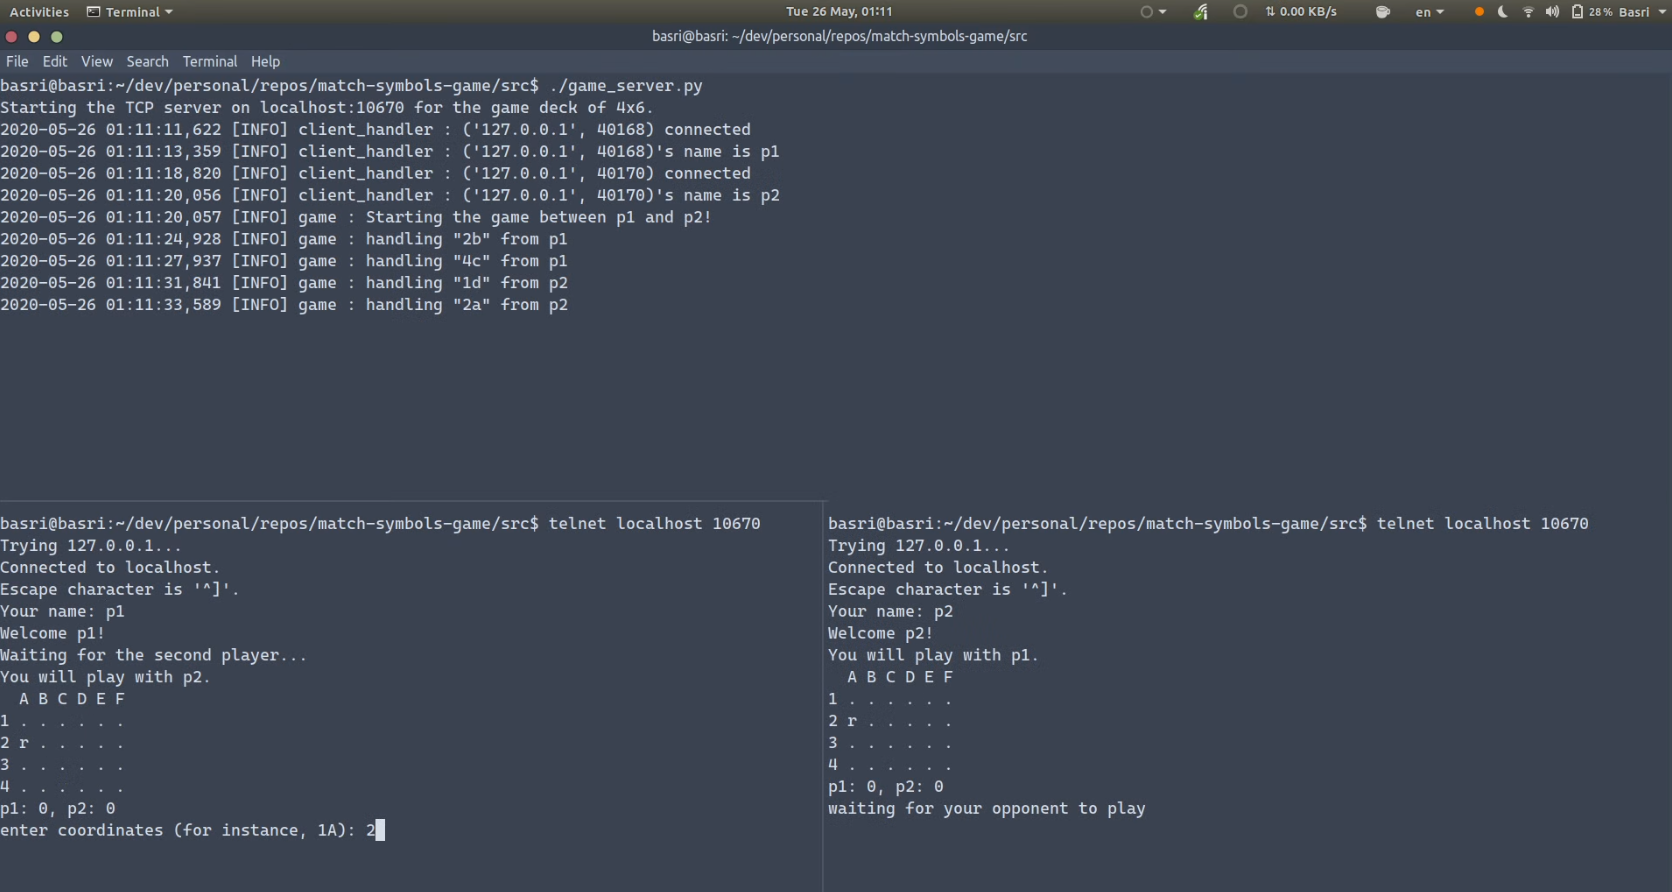 Activities Terminal Tue 26 May, 01:11 0.00 KB/s en 28% Basri
basri@basri: ~/dev/personal/repos/match-symbols-game/src
File Edit View Search Terminal Help
basri@basri:~/dev/personal/repos/match-symbols-game/src$ ./game_server.py
Starting the TCP server on localhost:10670 for the game deck of 4x6.
2020-05-26 01:11:11,622 [INFO] client_handler : ('127.0.0.1', 40168) connected
2020-05-26 01:11:13,359 [INFO] client_handler : ('127.0.0.1', 40168)'s name is p1
2020-05-26 01:11:18,820 [INFO] client_handler : ('127.0.0.1', 40170) connected
2020-05-26 01:11:20,056 [INFO] client_handler : ('127.0.0.1', 40170)'s name is p2
2020-05-26 01:11:20,057 [INFO] game : Starting the game between p1 and p2!
2020-05-26 01:11:24,928 [INFO] game : handling "2b" from p1
2020-05-26 01:11:27,937 [INFO] game : handling "4c" from p1
2020-05-26 01:11:31,841 [INFO] game : handling "1d" from p2
2020-05-26 01:11:33,589 [INFO] game : handling "2a" from p2
basri@basri:~/dev/personal/repos/match-symbols-game/src$ telnet localhost 10670
Trying 127.0.0.1...
Connected to localhost.
Escape character is '^]'.
Your name: p1
Welcome p1!
Waiting for the second player...
You will play with p2.
  A B C D E F
1 . . . . . .
2 r . . . . .
3 . . . . . .
4 . . . . . .
p1: 0, p2: 0
enter coordinates (for instance, 1A): 2
basri@basri:~/dev/personal/repos/match-symbols-game/src$ telnet localhost 10670
Trying 127.0.0.1...
Connected to localhost.
Escape character is '^]'.
Your name: p2
Welcome p2!
You will play with p1.
  A B C D E F
1 . . . . . .
2 r . . . . .
3 . . . . . .
4 . . . . . .
p1: 0, p2: 0
waiting for your opponent to play